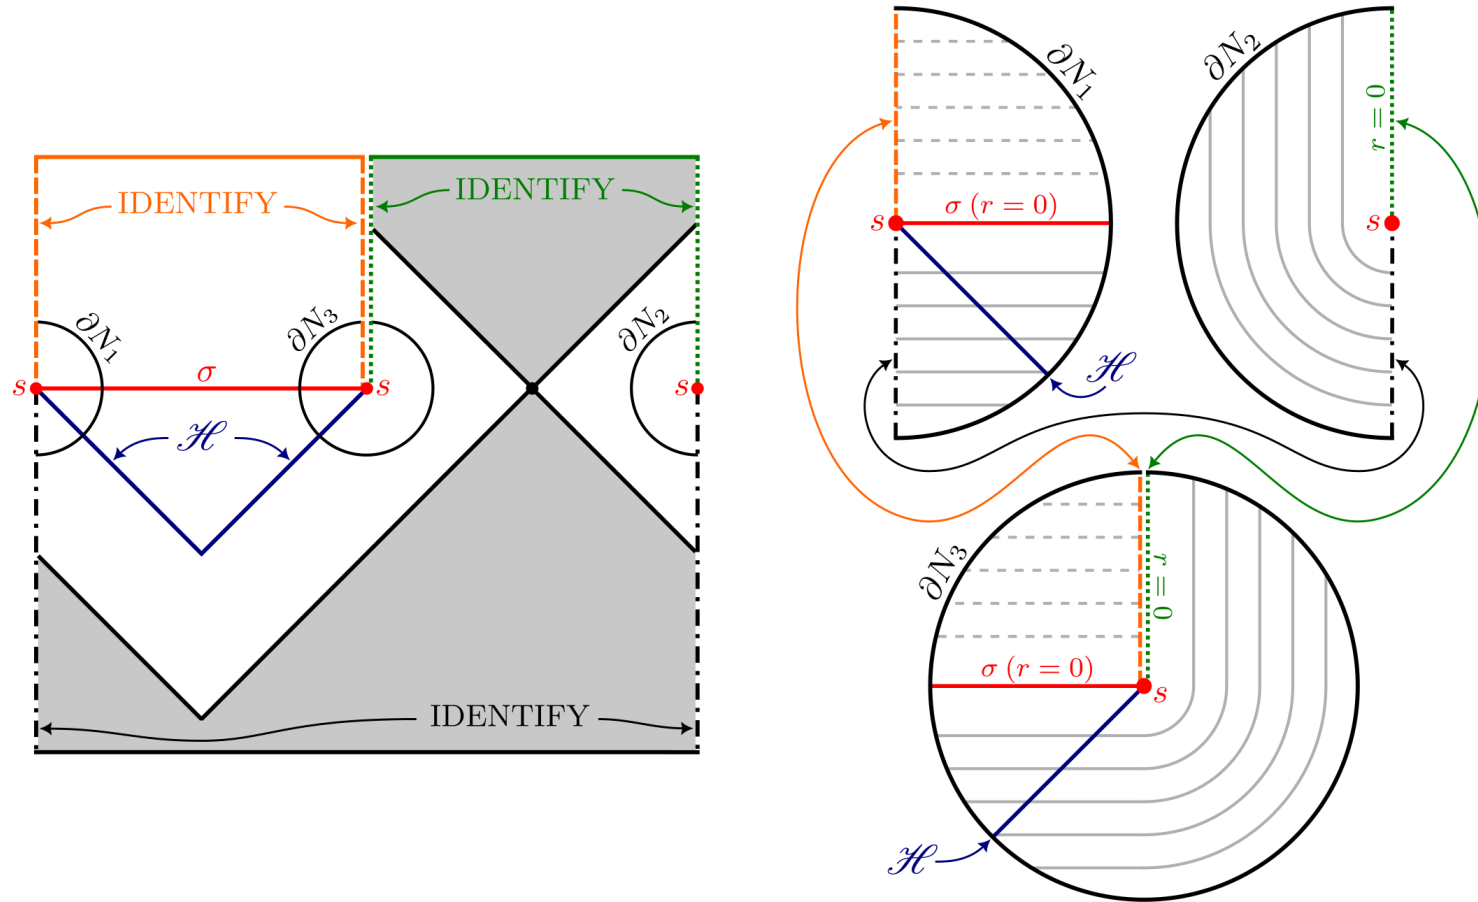 IDENTIFY
IDENTIFY
∂N₁
∂N₃
∂N₂
s
σ
s
s
ℋ
IDENTIFY
∂N₁
∂N₂
r = 0
s
σ (r = 0)
s
ℋ
∂N₃
r = 0
σ (r = 0)
s
ℋ